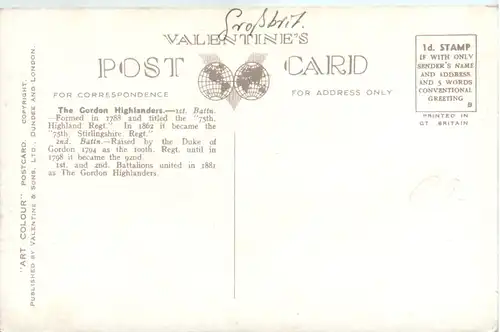 Großbrit.
VALENTINE'S
POST CARD
FOR CORRESPONDENCE
FOR ADDRESS ONLY
1d. STAMP
IF WITH ONLY
SENDER'S NAME
AND ADDRESS
AND 5 WORDS
CONVENTIONAL
GREETING
B
PRINTED IN
GT BRITAIN
The Gordon Highlanders.—1st. Battn.
—Formed in 1788 and titled the "75th.
Highland Regt." In 1862 it became the
"75th. Stirlingshire. Regt."
2nd. Battn.—Raised by the Duke of
Gordon 1794 as the 100th. Regt. until in
1798 it became the 92nd.
1st. and 2nd. Battalions united in 1881
as The Gordon Highlanders.
"ART COLOUR" POSTCARD. COPYRIGHT.
PUBLISHED BY VALENTINE & SONS, LTD., DUNDEE AND LONDON.